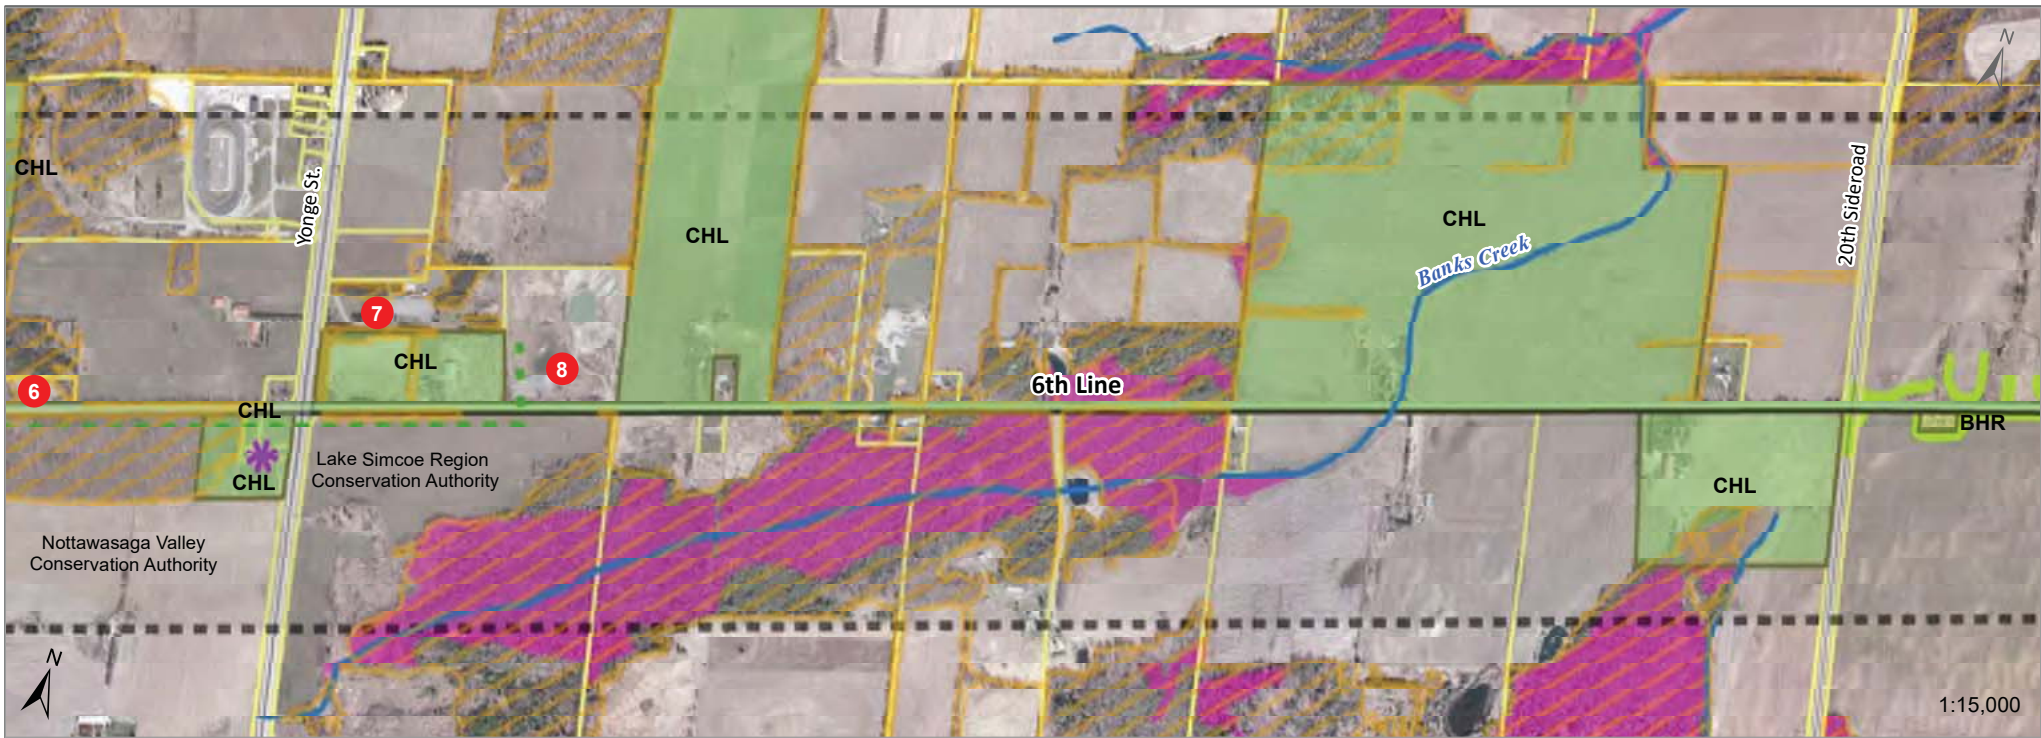 N
CHL
Yonge St.
CHL
CHL
20th Sideroad
Banks Creek
7
CHL
8
6
6th Line
CHL
BHR
Lake Simcoe Region
Conservation Authority
CHL
CHL
Nottawasaga Valley
Conservation Authority
N
1:15,000